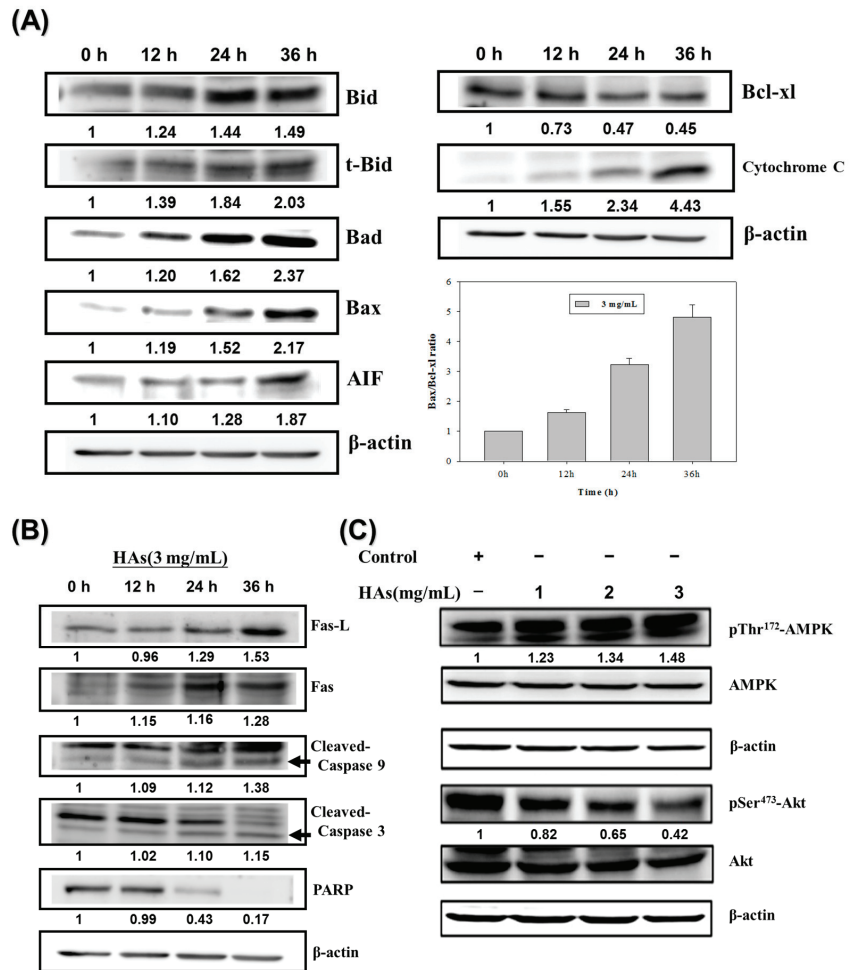 (A)
0 h 12 h 24 h 36 h
Bid
1 1.24 1.44 1.49
t-Bid
1 1.39 1.84 2.03
Bad
1 1.20 1.62 2.37
Bax
1 1.19 1.52 2.17
AIF
1 1.10 1.28 1.87
β-actin
0 h 12 h 24 h 36 h
Bcl-xl
1 0.73 0.47 0.45
Cytochrome C
1 1.55 2.34 4.43
β-actin
Bax/Bcl-xl ratio
6
5
4
3
2
1
0
3 mg/mL
0h 12h 24h 36h
Time (h)
(B)
HAs(3 mg/mL)
0 h 12 h 24 h 36 h
Fas-L
1 0.96 1.29 1.53
Fas
1 1.15 1.16 1.28
Cleaved-
Caspase 9
1 1.09 1.12 1.38
Cleaved-
Caspase 3
1 1.02 1.10 1.15
PARP
1 0.99 0.43 0.17
β-actin
(C)
Control + − − −
HAs(mg/mL) − 1 2 3
pThr¹⁷²-AMPK
1 1.23 1.34 1.48
AMPK
β-actin
pSer⁴⁷³-Akt
1 0.82 0.65 0.42
Akt
β-actin